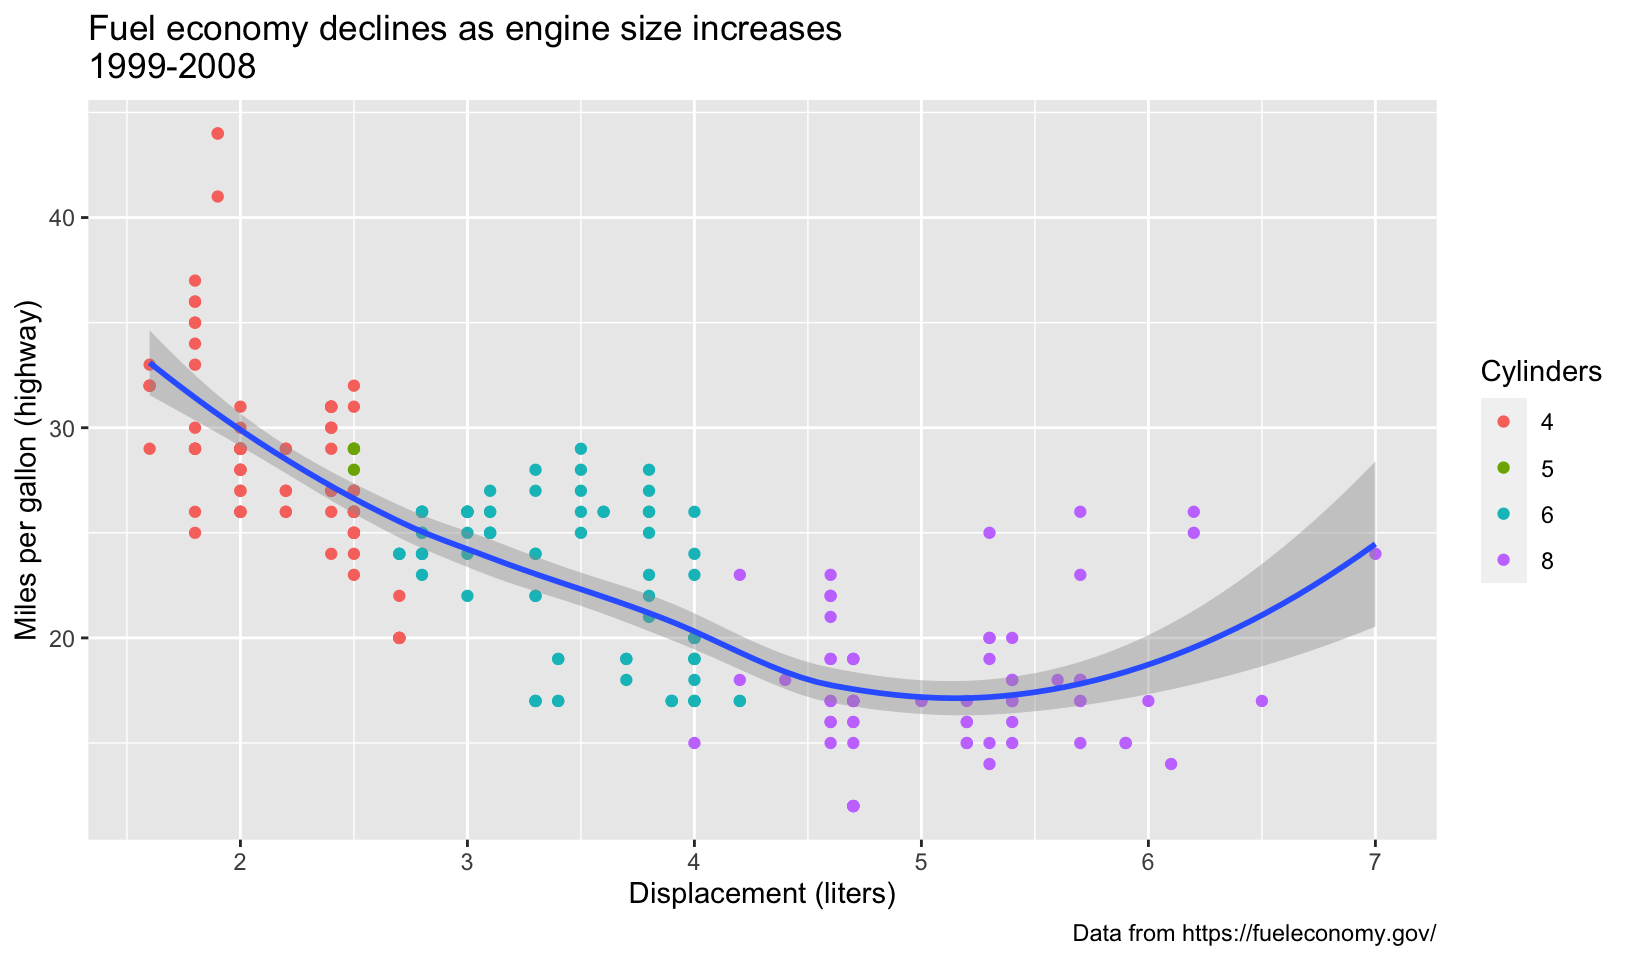 Fuel economy declines as engine size increases
1999-2008
Miles per gallon (highway)
40
30
20
2 3 4 5 6 7
Displacement (liters)
Cylinders
4
5
6
8
Data from https://fueleconomy.gov/